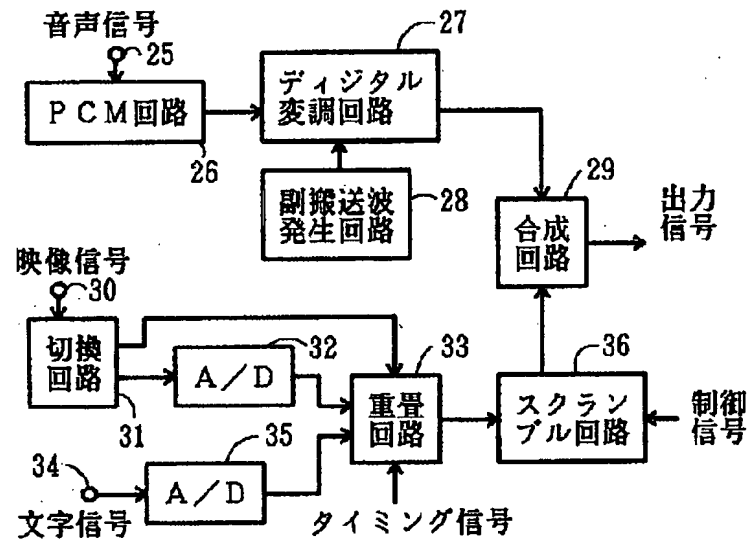 音声信号
25
PCM回路
26
ディジタル
変調回路
27
副搬送波
発生回路
28
合成
回路
29
出力
信号
映像信号
30
切換
回路
31
A/D
32
重畳
回路
33
スクラン
ブル回路
36
制御
信号
34
文字信号
A/D
35
タイミング信号